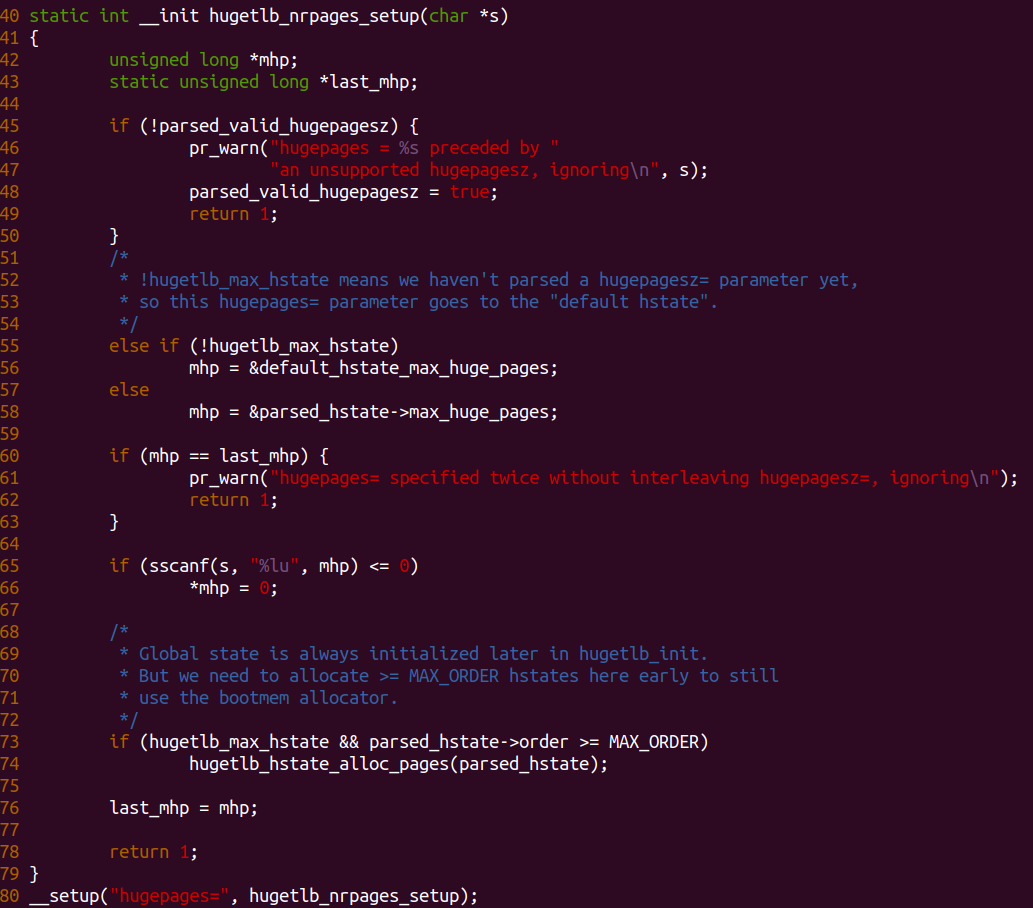 40 static int __init hugetlb_nrpages_setup(char *s)
41 {
42         unsigned long *mhp;
43         static unsigned long *last_mhp;
44
45         if (!parsed_valid_hugepagesz) {
46                 pr_warn("hugepages = %s preceded by "
47                         "an unsupported hugepagesz, ignoring\n", s);
48                 parsed_valid_hugepagesz = true;
49                 return 1;
50         }
51         /*
52          * !hugetlb_max_hstate means we haven't parsed a hugepagesz= parameter yet,
53          * so this hugepages= parameter goes to the "default hstate".
54          */
55         else if (!hugetlb_max_hstate)
56                 mhp = &default_hstate_max_huge_pages;
57         else
58                 mhp = &parsed_hstate->max_huge_pages;
59
60         if (mhp == last_mhp) {
61                 pr_warn("hugepages= specified twice without interleaving hugepagesz=, ignoring\n");
62                 return 1;
63         }
64
65         if (sscanf(s, "%lu", mhp) <= 0)
66                 *mhp = 0;
67
68         /*
69          * Global state is always initialized later in hugetlb_init.
70          * But we need to allocate >= MAX_ORDER hstates here early to still
71          * use the bootmem allocator.
72          */
73         if (hugetlb_max_hstate && parsed_hstate->order >= MAX_ORDER)
74                 hugetlb_hstate_alloc_pages(parsed_hstate);
75
76         last_mhp = mhp;
77
78         return 1;
79 }
80 __setup("hugepages=", hugetlb_nrpages_setup);